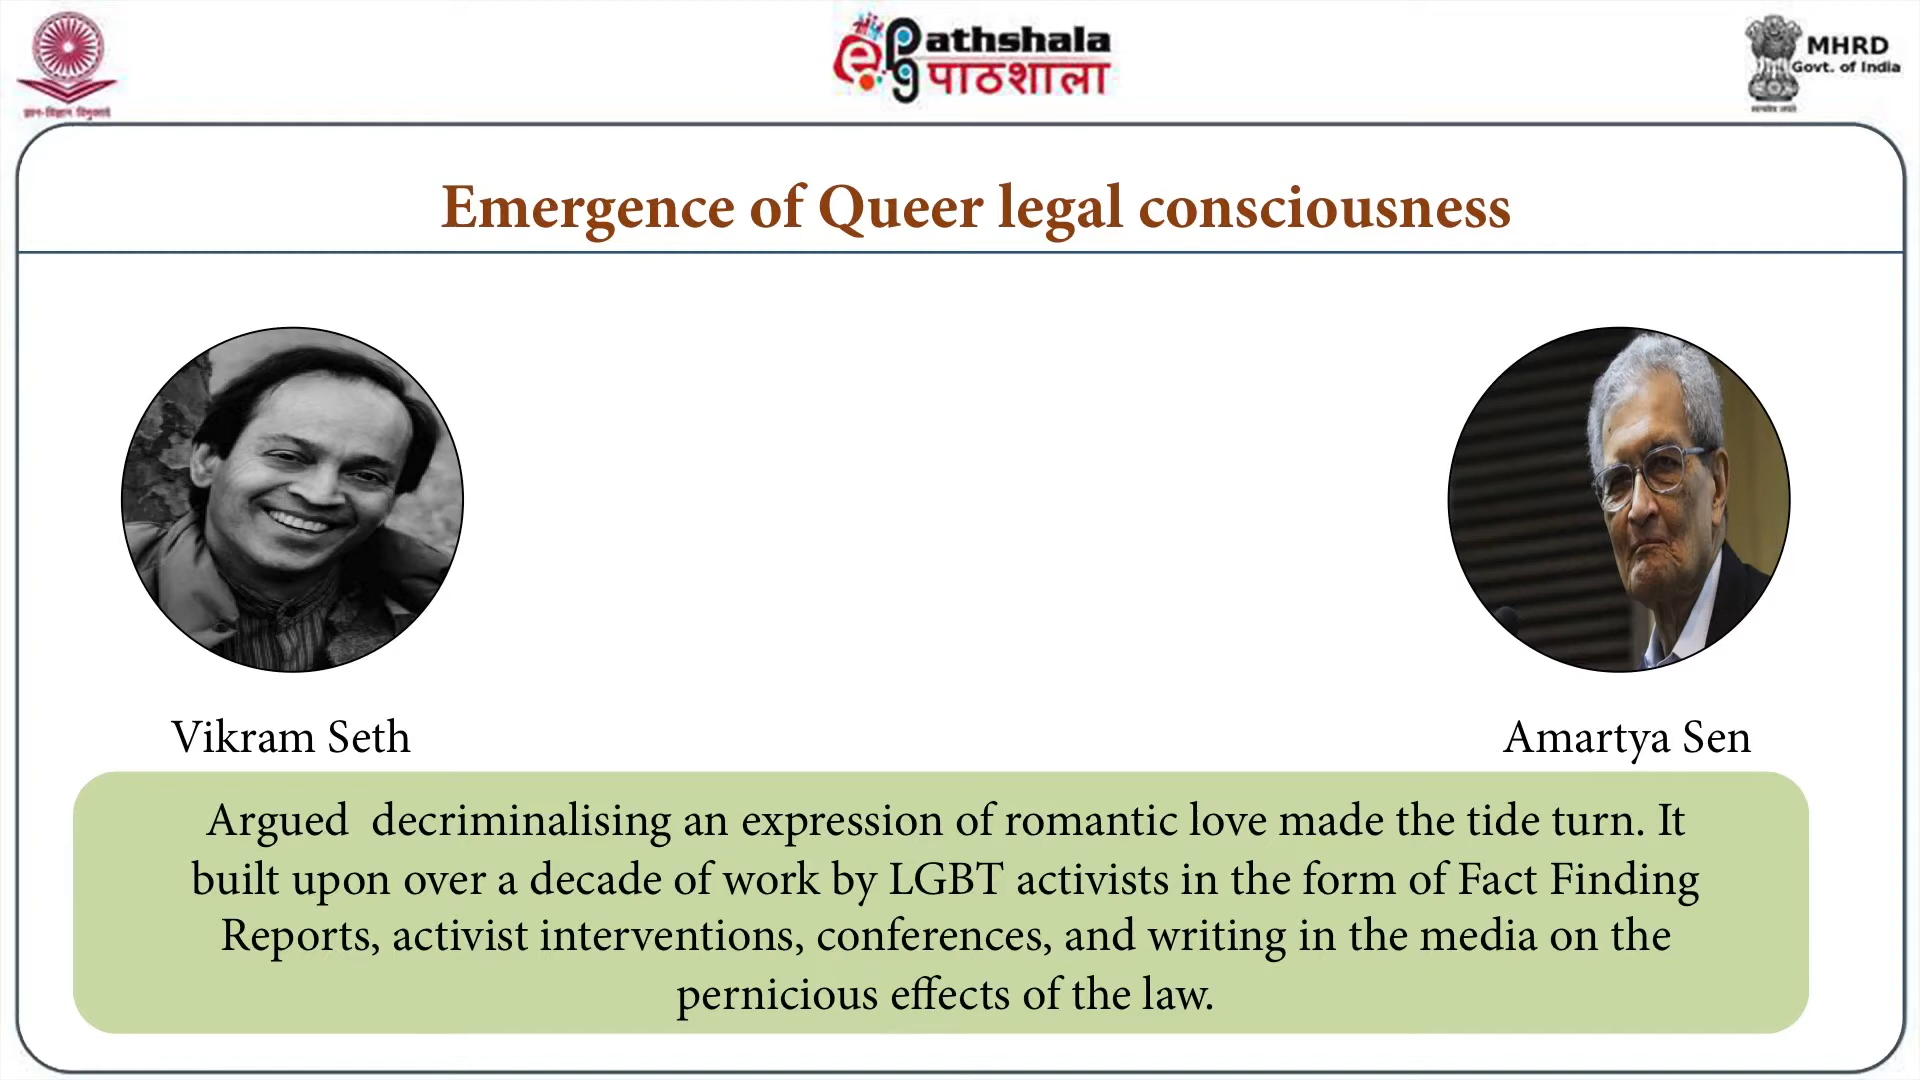 Pathshala
पाठशाला
MHRD
Govt. of India
Emergence of Queer legal consciousness
Vikram Seth
Amartya Sen
Argued decriminalising an expression of romantic love made the tide turn. It
built upon over a decade of work by LGBT activists in the form of Fact Finding
Reports, activist interventions, conferences, and writing in the media on the
pernicious effects of the law.